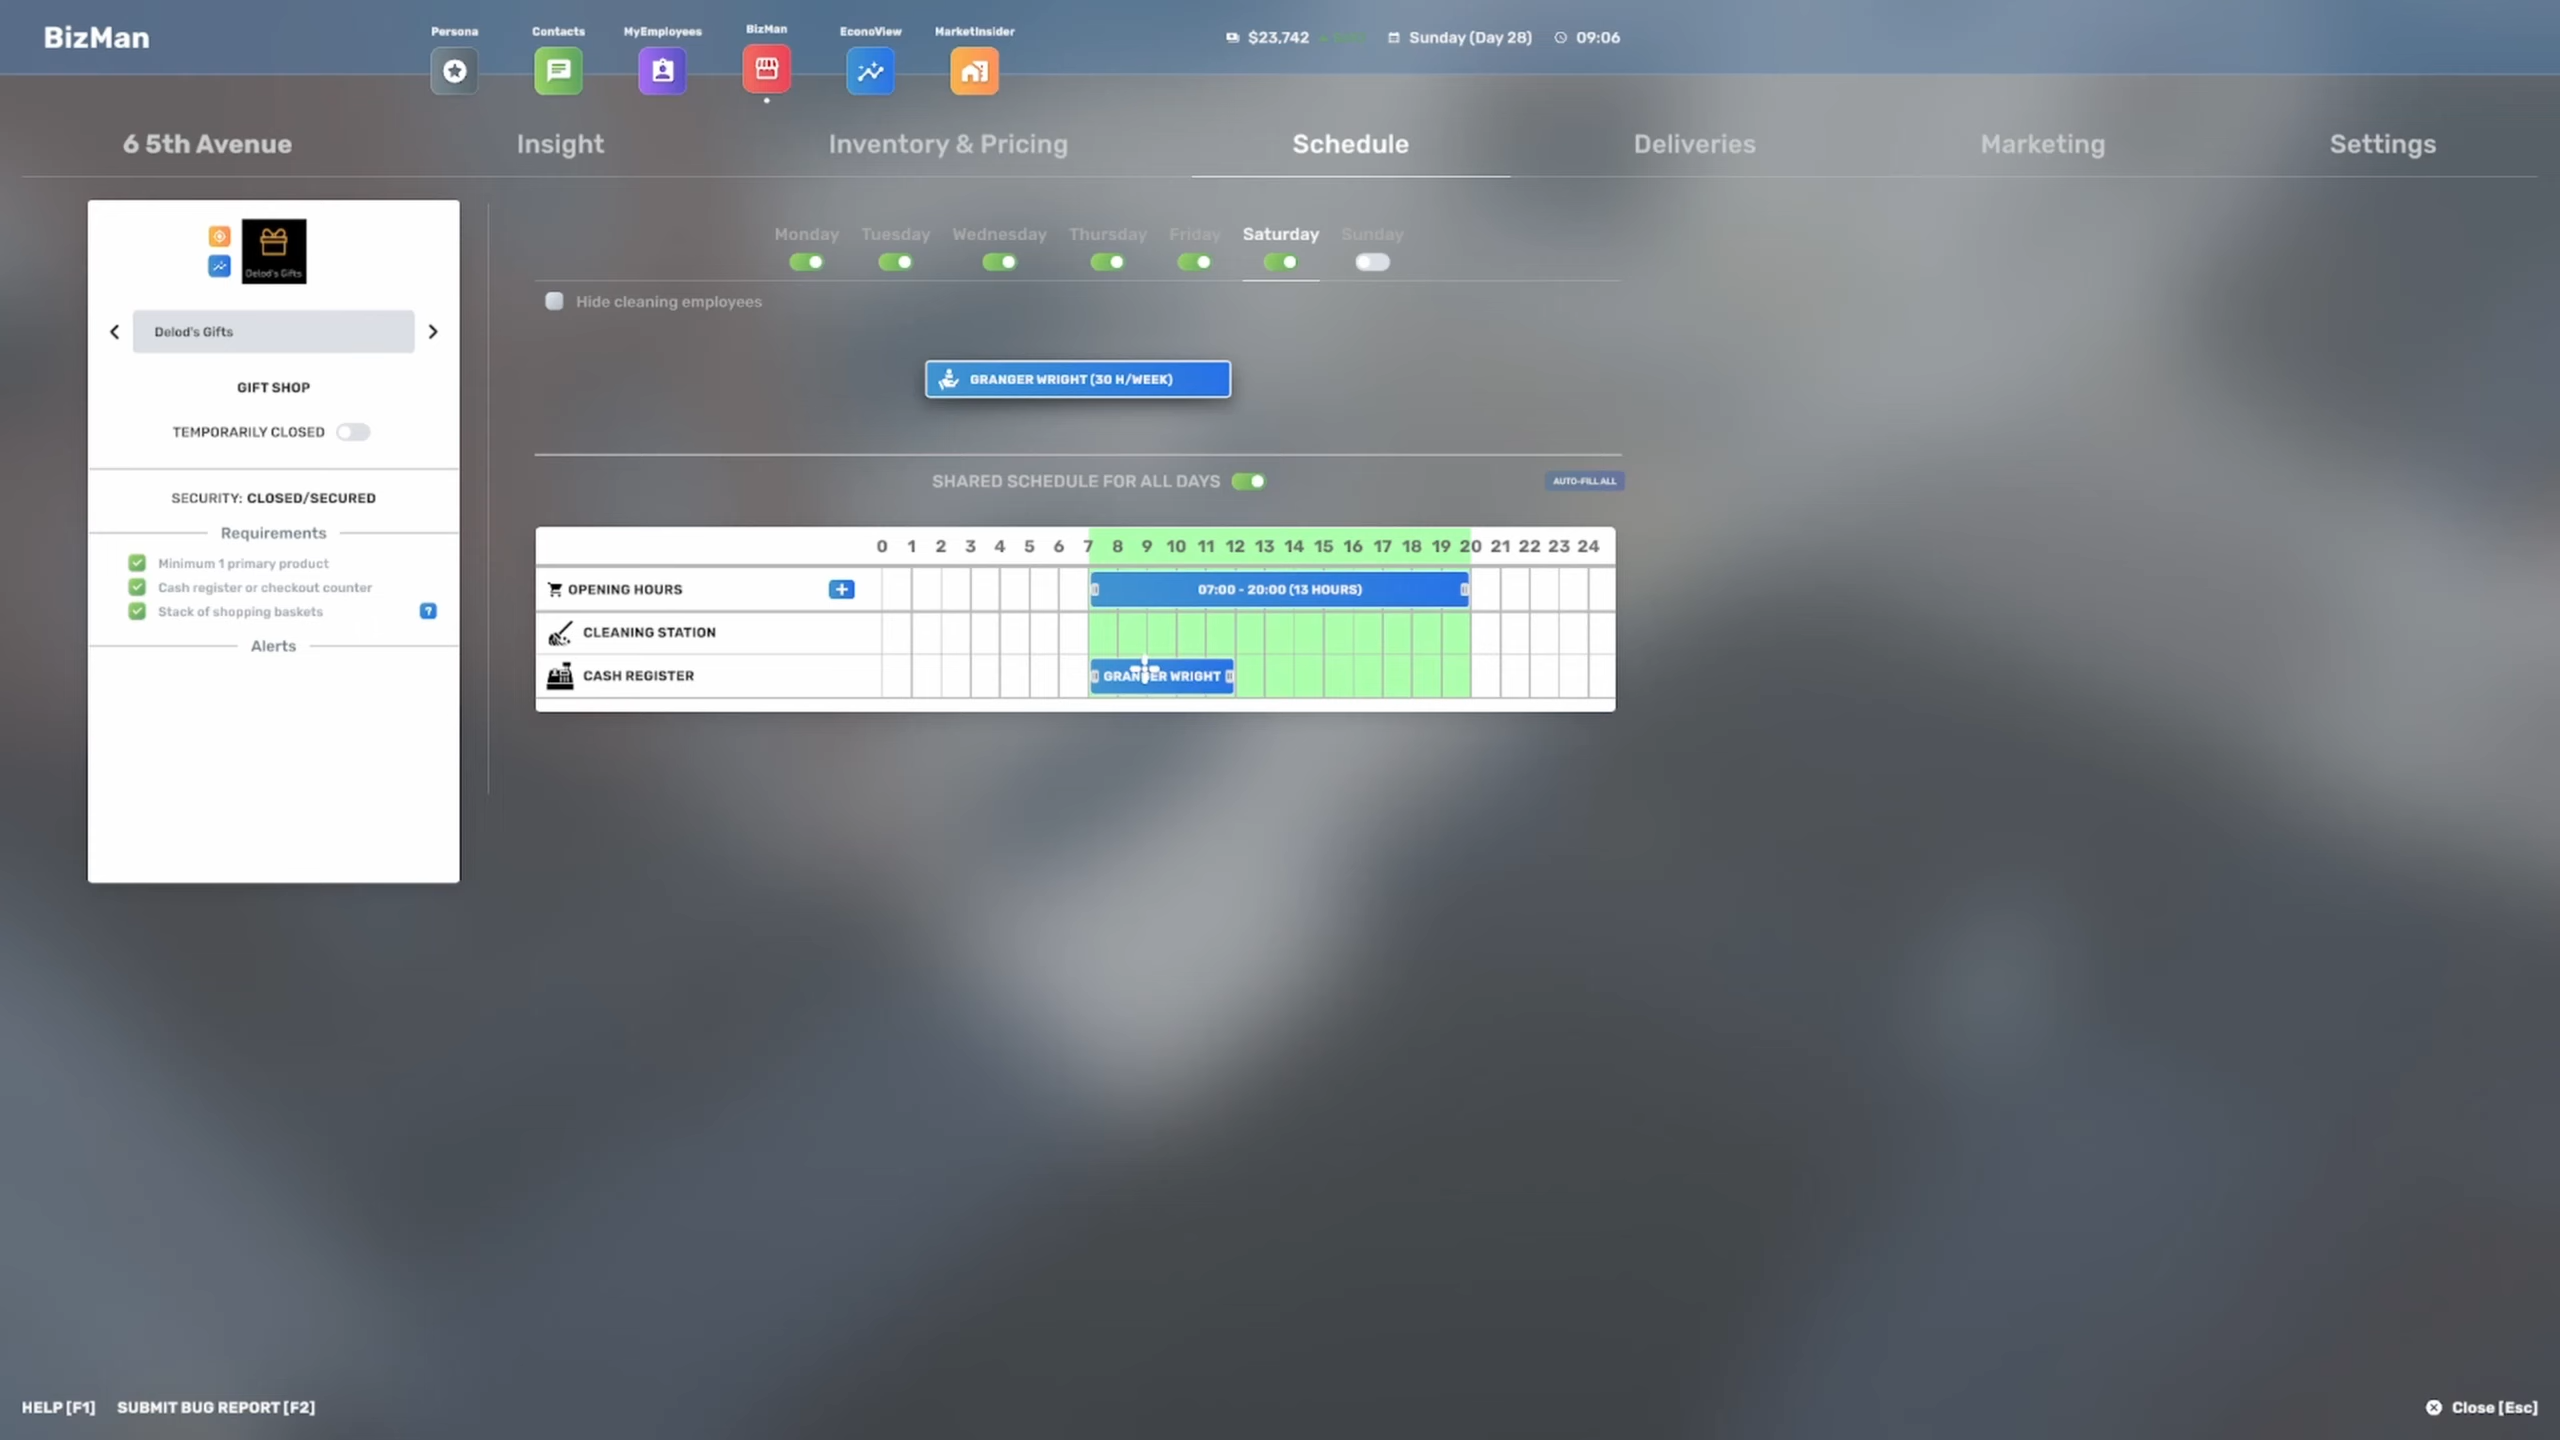 BizMan
Persona
Contacts
MyEmployees
BizMan
EconoView
MarketInsider
$23,742
Sunday (Day 28)
09:06
6 5th Avenue
Insight
Inventory & Pricing
Schedule
Deliveries
Marketing
Settings
Delod's Gifts
Delod's Gifts
GIFT SHOP
TEMPORARILY CLOSED
SECURITY: CLOSED/SECURED
Requirements
Minimum 1 primary product
Cash register or checkout counter
Stack of shopping baskets
?
Alerts
Monday Tuesday Wednesday Thursday Friday Saturday Sunday
Hide cleaning employees
GRANGER WRIGHT (30 H/WEEK)
SHARED SCHEDULE FOR ALL DAYS
AUTO-FILL ALL
0 1 2 3 4 5 6 7 8 9 10 11 12 13 14 15 16 17 18 19 20 21 22 23 24
OPENING HOURS
07:00 - 20:00 (13 HOURS)
CLEANING STATION
CASH REGISTER
GRANGER WRIGHT
HELP [F1]
SUBMIT BUG REPORT [F2]
Close [Esc]